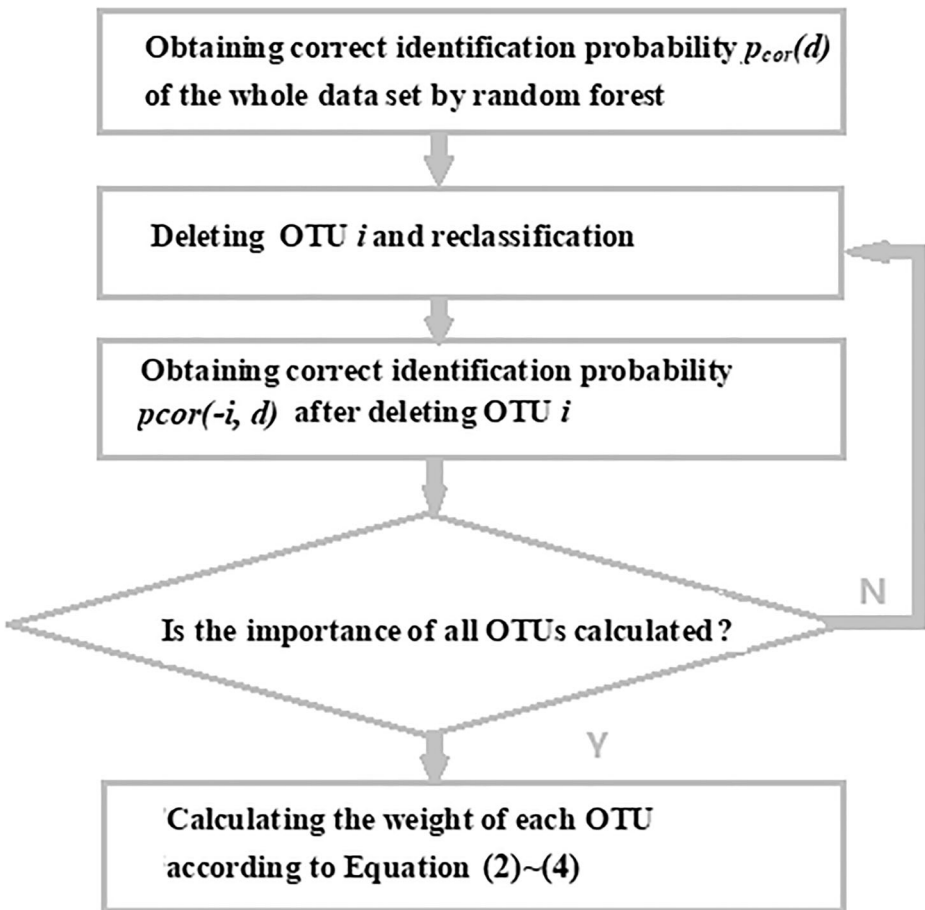 Obtaining correct identification probability p_cor(d)
of the whole data set by random forest
Deleting OTU i and reclassification
Obtaining correct identification probability
pcor(-i, d) after deleting OTU i
N
Is the importance of all OTUs calculated?
Y
Calculating the weight of each OTU
according to Equation (2)~(4)